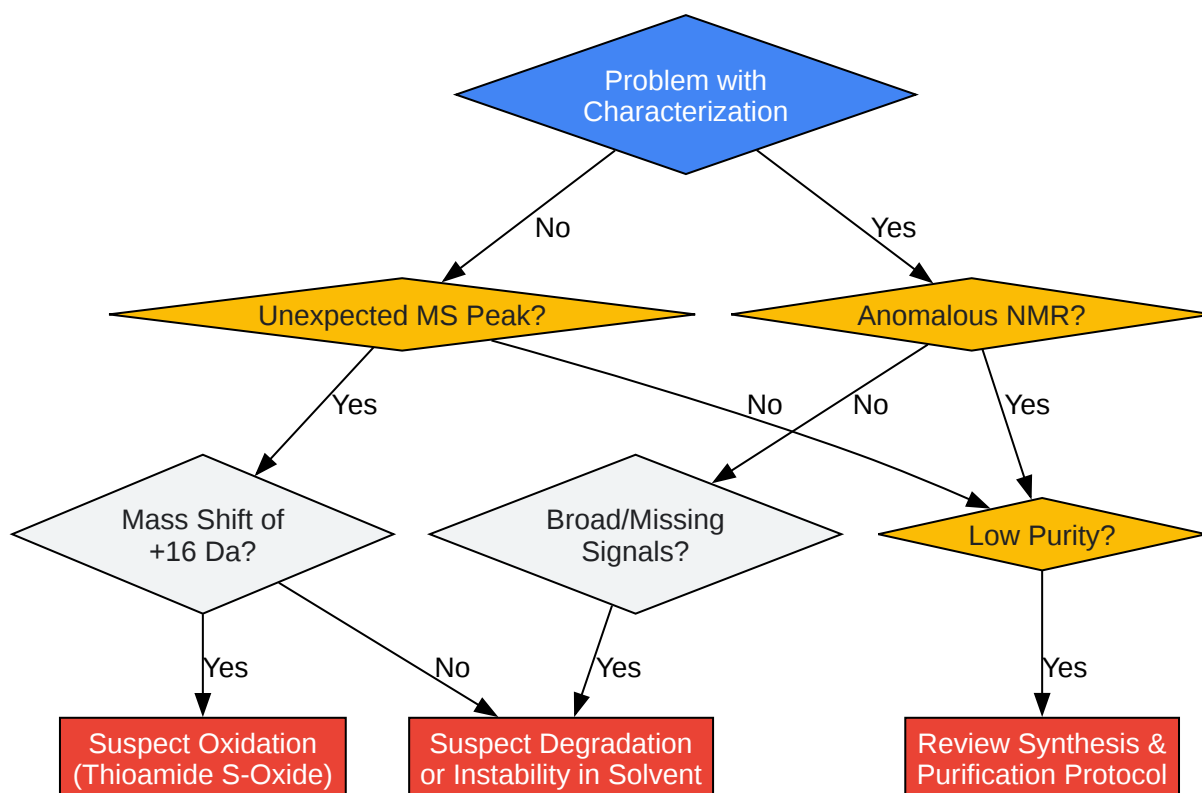 Problem with
Characterization
No
Yes
Unexpected MS Peak?
Anomalous NMR?
Yes
No
No
Yes
Mass Shift of
+16 Da?
Broad/Missing
Signals?
Low Purity?
Yes
No
Yes
Yes
Suspect Oxidation
(Thioamide S-Oxide)
Suspect Degradation
or Instability in Solvent
Review Synthesis &
Purification Protocol